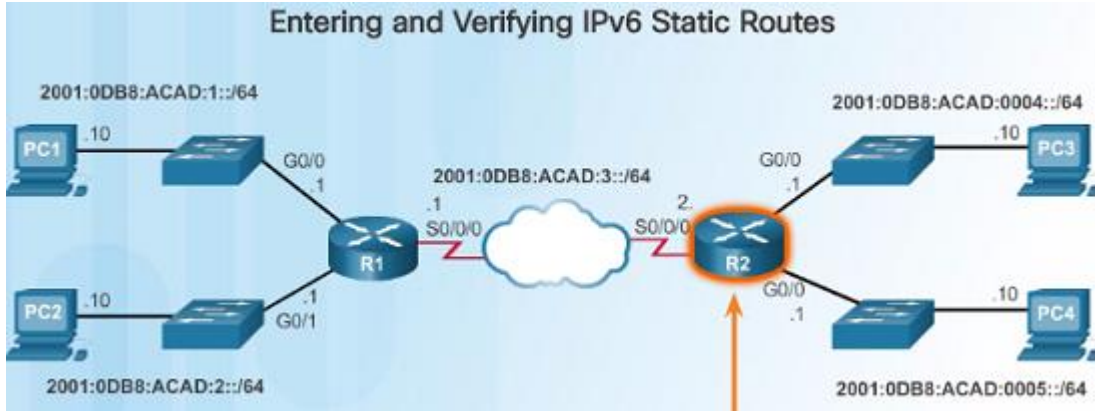 Entering and Verifying IPv6 Static Routes
2001:0DB8:ACAD:1::/64
2001:0DB8:ACAD:0004::/64
PC1
.10
G0/0
.1
2001:0DB8:ACAD:3::/64
.1
S0/0/0
R1
2.
S0/0/0
R2
G0/0
.1
.10
PC3
PC2
.10
.1
G0/1
G0/0
.1
.10
PC4
2001:0DB8:ACAD:2::/64
2001:0DB8:ACAD:0005::/64